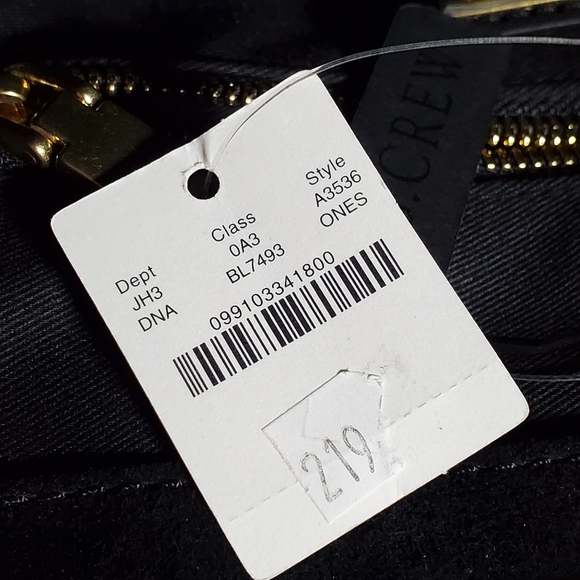 Dept Class Style
JH3 0A3 A3536
DNA BL7493 ONES
099103341800
219
CREW